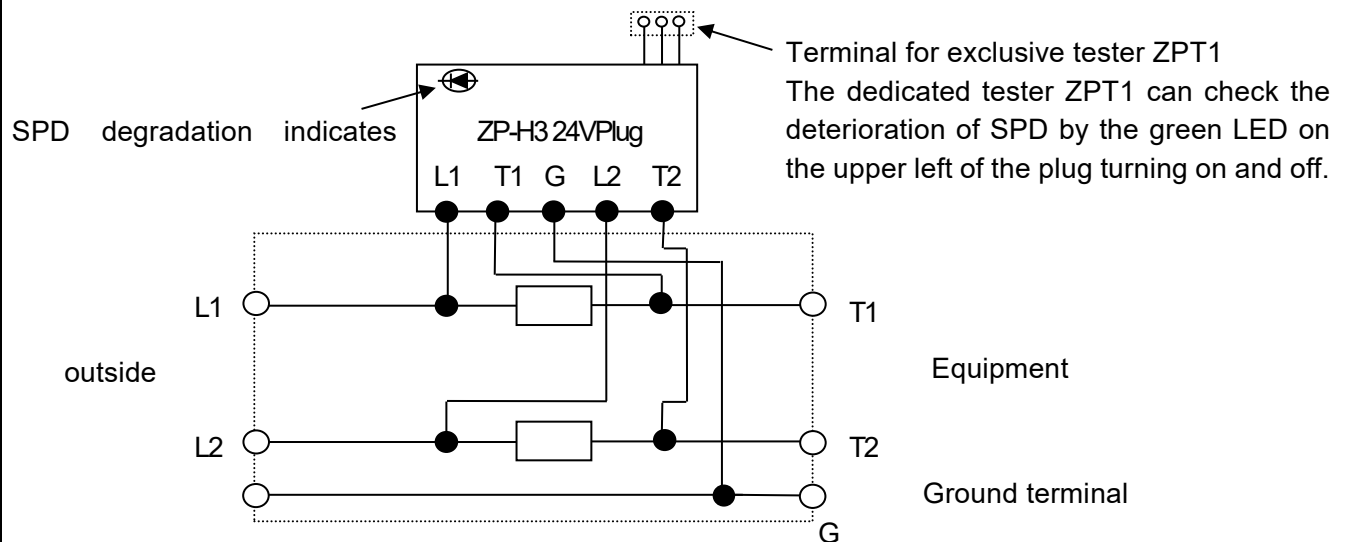 Terminal for exclusive tester ZPT1
The dedicated tester ZPT1 can check the
deterioration of SPD by the green LED on
the upper left of the plug turning on and off.
SPD degradation indicates
ZP-H3 24VPlug
L1 T1 G L2 T2
L1
T1
outside
Equipment
L2
T2
Ground terminal
G